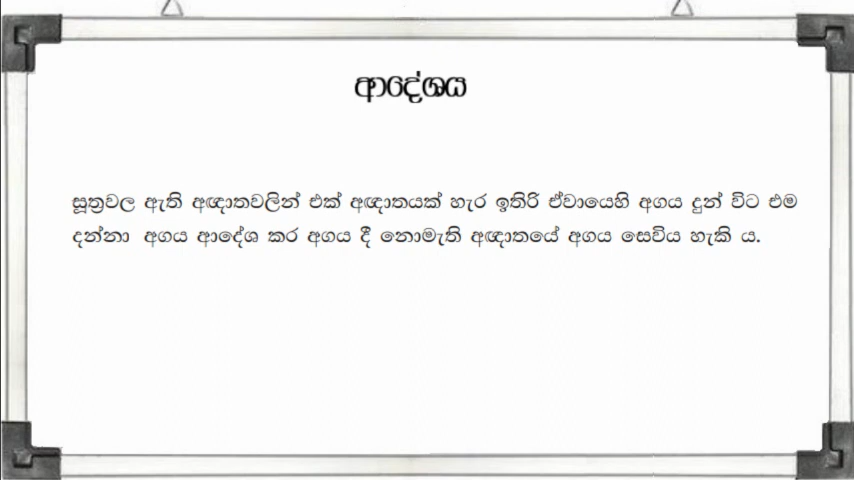 ආදේශය
සූත්‍රවල ඇති අඥාතවලින් එක් අඥාතයක් හැර ඉතිරි ඒවායෙහි අගය දුන් විට එම
දන්නා අගය ආදේශ කර අගය දී නොමැති අඥාතයේ අගය සෙවිය හැකි ය.